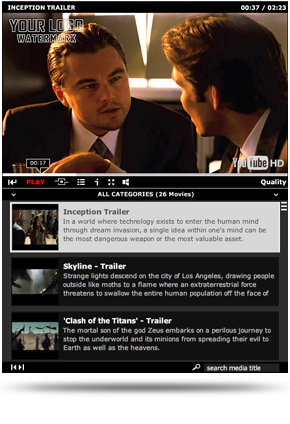 INCEPTION TRAILER 00:37 / 02:23
YOUR LOGO
WATERMARK
YouTube HD
00:17
PLAY Quality
ALL CATEGORIES (26 Movies)
Inception Trailer
In a world where technology exists to enter the human mind
through dream invasion, a single idea within one's mind can be
the most dangerous weapon or the most valuable asset.
Skyline - Trailer
Strange lights descend on the city of Los Angeles, drawing people
outside like moths to a flame where an extraterrestrial force
threatens to swallow the entire human population off the face of
'Clash of the Titans' - Trailer
The mortal son of the god Zeus embarks on a perilous journey to
stop the underworld and its minions from spreading their evil to
Earth as well as the heavens.
search media title